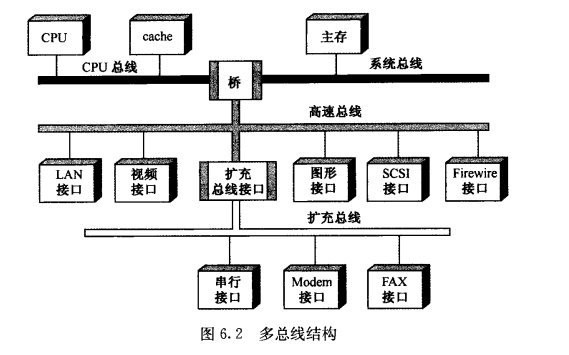 CPU
cache
主存
CPU 总线
系统总线
桥
高速总线
LAN
接口
视频
接口
扩充
总线接口
图形
接口
SCSI
接口
Firewire
接口
扩充总线
串行
接口
Modem
接口
FAX
接口
图 6.2 多总线结构